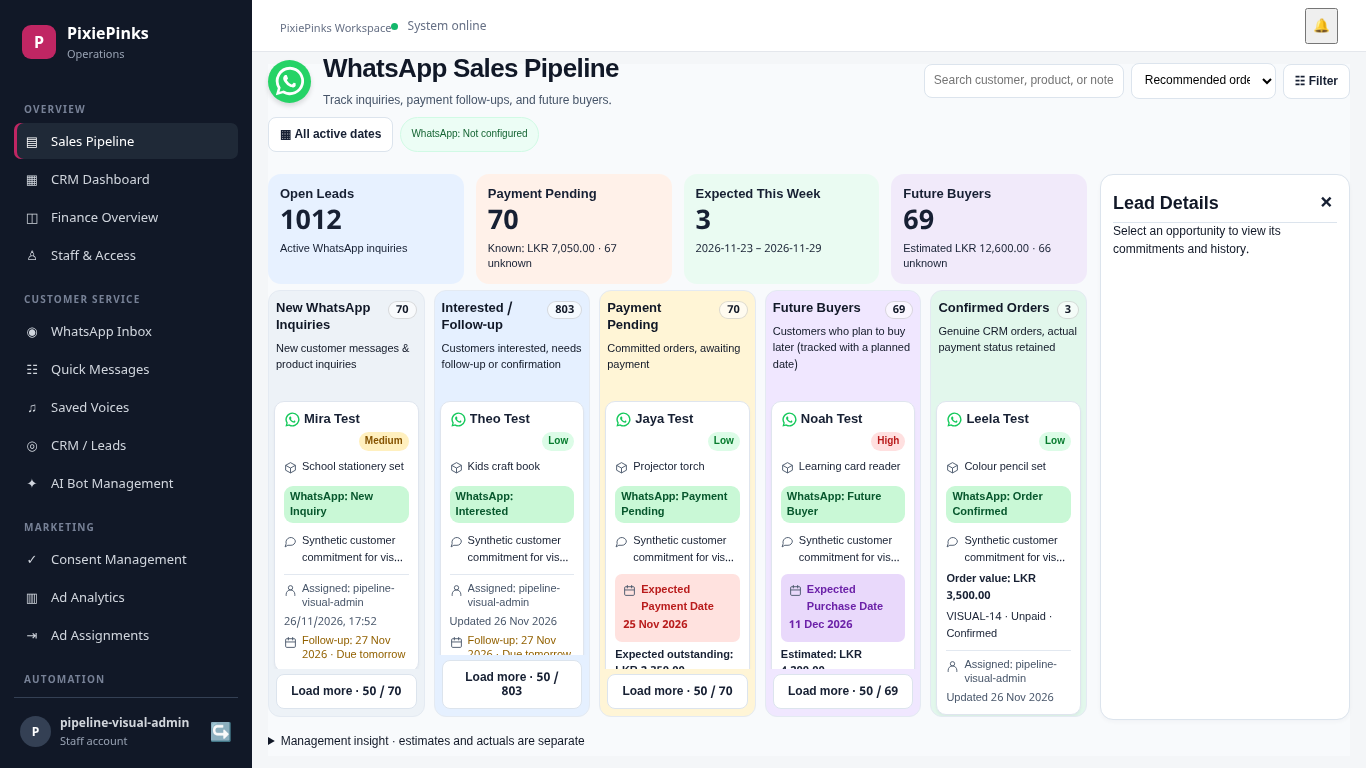 P
PixiePinks
Operations
OVERVIEW
Sales Pipeline
CRM Dashboard
Finance Overview
Staff & Access
CUSTOMER SERVICE
WhatsApp Inbox
Quick Messages
Saved Voices
CRM / Leads
AI Bot Management
MARKETING
Consent Management
Ad Analytics
Ad Assignments
AUTOMATION
P
pipeline-visual-admin
Staff account
PixiePinks Workspace
System online
WhatsApp Sales Pipeline
Track inquiries, payment follow-ups, and future buyers.
Search customer, product, or note
Recommended orde
Filter
All active dates
WhatsApp: Not configured
Open Leads
1012
Active WhatsApp inquiries
Payment Pending
70
Known: LKR 7,050.00 · 67
unknown
Expected This Week
3
2026-11-23 – 2026-11-29
Future Buyers
69
Estimated LKR 12,600.00 · 66
unknown
New WhatsApp
Inquiries
70
New customer messages &
product inquiries
Mira Test
Medium
School stationery set
WhatsApp: New
Inquiry
Synthetic customer
commitment for vis...
Assigned: pipeline-
visual-admin
26/11/2026, 17:52
Follow-up: 27 Nov
2026 · Due tomorrow
Load more · 50 / 70
Interested /
Follow-up
803
Customers interested, needs
follow-up or confirmation
Theo Test
Low
Kids craft book
WhatsApp:
Interested
Synthetic customer
commitment for vis...
Assigned: pipeline-
visual-admin
Updated 26 Nov 2026
Follow-up: 27 Nov
2026 · Due tomorrow
Load more · 50 /
803
Payment
Pending
70
Committed orders, awaiting
payment
Jaya Test
Low
Projector torch
WhatsApp: Payment
Pending
Synthetic customer
commitment for vis...
Expected
Payment Date
25 Nov 2026
Expected outstanding:
LKR 2,350.00
Load more · 50 / 70
Future Buyers
69
Customers who plan to buy
later (tracked with a planned
date)
Noah Test
High
Learning card reader
WhatsApp: Future
Buyer
Synthetic customer
commitment for vis...
Expected
Purchase Date
11 Dec 2026
Estimated: LKR
4,200.00
Load more · 50 / 69
Confirmed Orders
3
Genuine CRM orders, actual
payment status retained
Leela Test
Low
Colour pencil set
WhatsApp: Order
Confirmed
Synthetic customer
commitment for vis...
Order value: LKR
3,500.00
VISUAL-14 · Unpaid ·
Confirmed
Assigned: pipeline-
visual-admin
Updated 26 Nov 2026
Lead Details
×
Select an opportunity to view its
commitments and history.
Management insight · estimates and actuals are separate